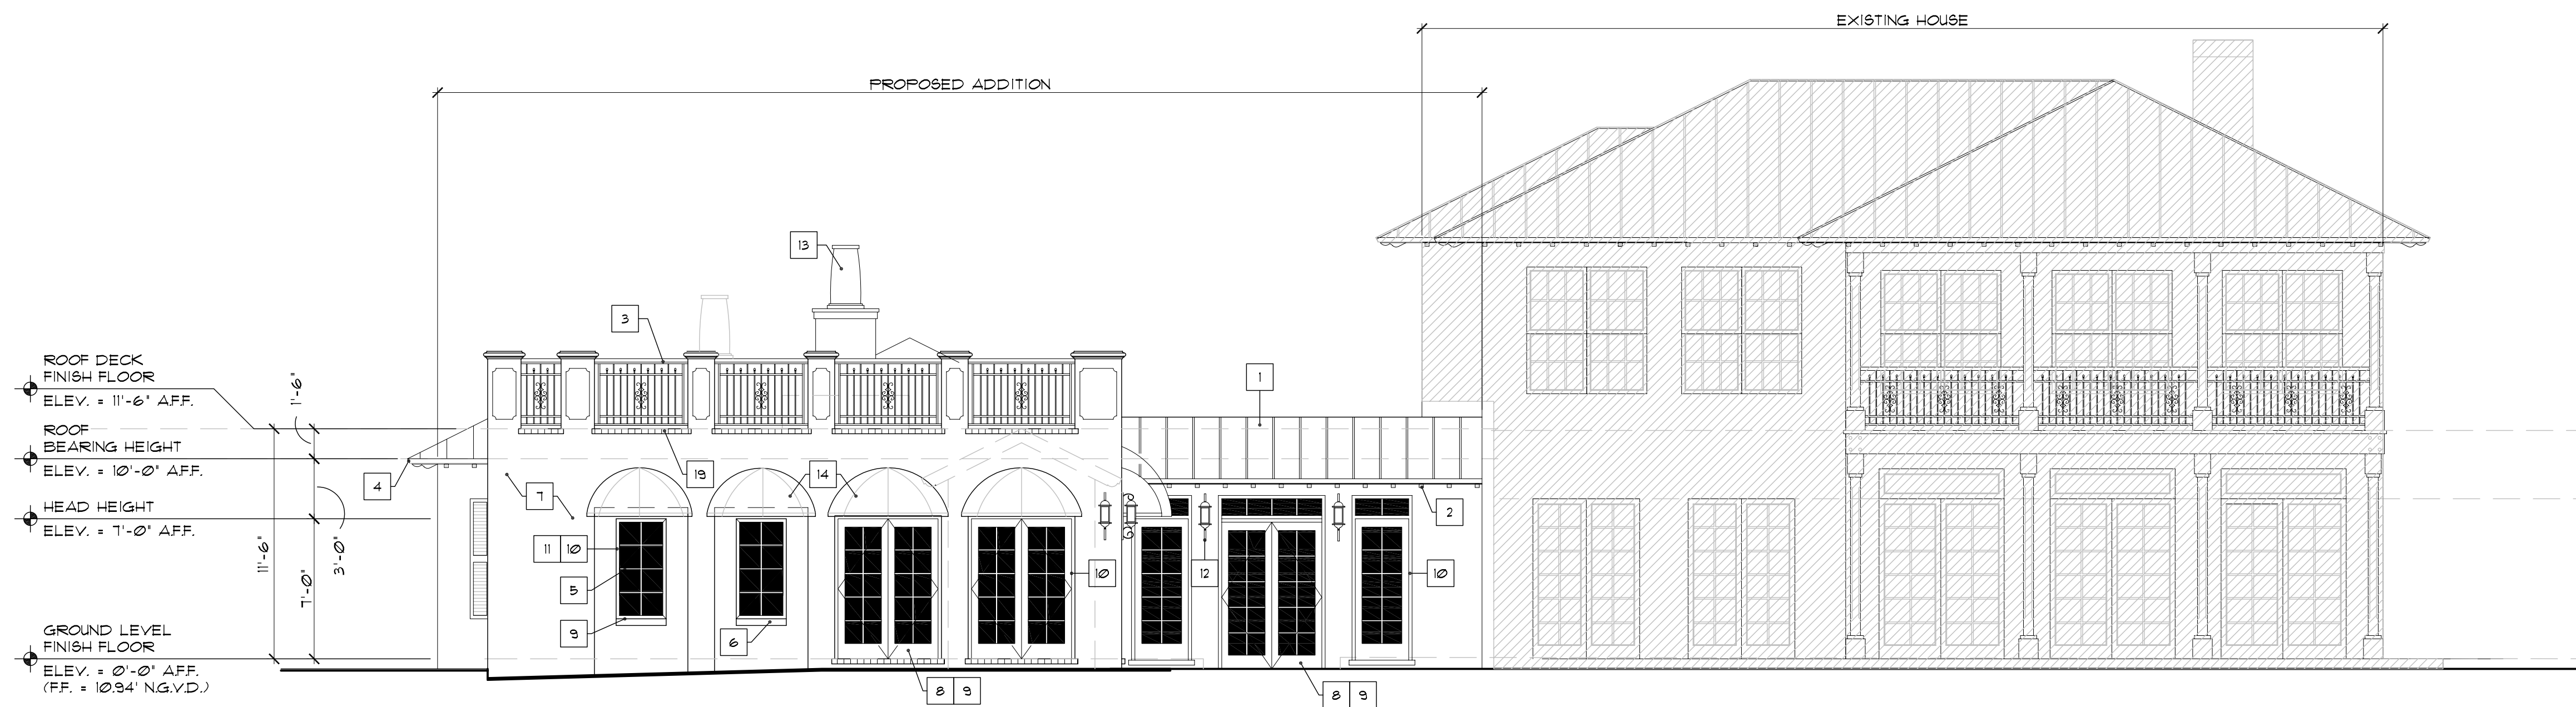 EXISTING HOUSE
PROPOSED ADDITION
13
3
1
ROOF DECK
FINISH FLOOR
ELEV. = 11'-6" A.F.F.
1'-6"
ROOF
BEARING HEIGHT
ELEV. = 10'-0" A.F.F.
4
7
19
14
2
HEAD HEIGHT
ELEV. = 7'-0" A.F.F.
11'-6"
7'-0"
3'-0"
11 10
5
9
6
10
12
10
GROUND LEVEL
FINISH FLOOR
ELEV. = 0'-0" A.F.F.
(F.F. = 10.94' N.G.V.D.)
8 9
8 9